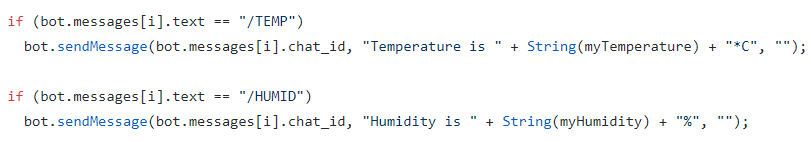 if (bot.messages[i].text == "/TEMP")
bot.sendMessage(bot.messages[i].chat_id, "Temperature is " + String(myTemperature) + "*C", "");
if (bot.messages[i].text == "/HUMID")
bot.sendMessage(bot.messages[i].chat_id, "Humidity is " + String(myHumidity) + "%", "");